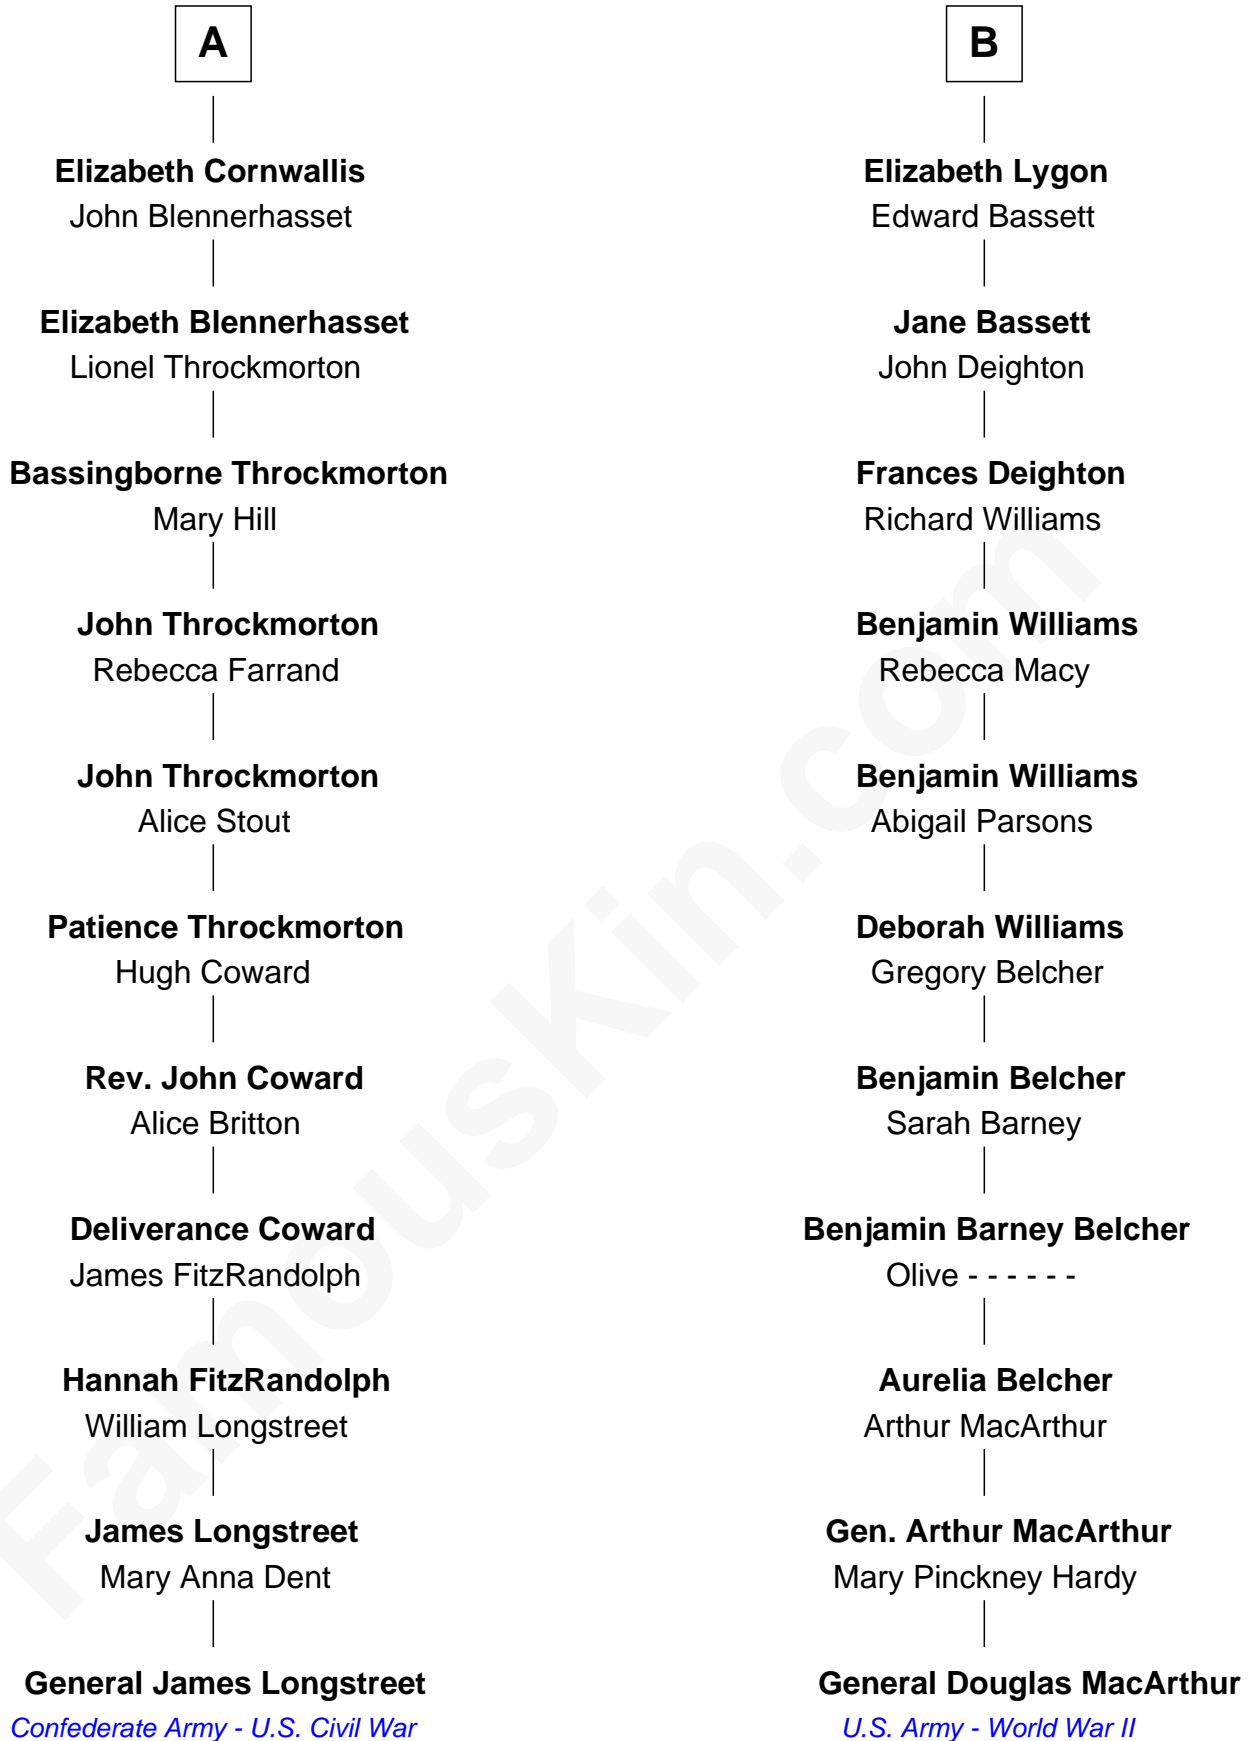 A
Elizabeth Cornwallis
John Blennerhasset
Elizabeth Blennerhasset
Lionel Throckmorton
Bassingborne Throckmorton
Mary Hill
John Throckmorton
Rebecca Farrand
John Throckmorton
Alice Stout
Patience Throckmorton
Hugh Coward
Rev. John Coward
Alice Britton
Deliverance Coward
James FitzRandolph
Hannah FitzRandolph
William Longstreet
James Longstreet
Mary Anna Dent
General James Longstreet
Confederate Army - U.S. Civil War
B
Elizabeth Lygon
Edward Bassett
Jane Bassett
John Deighton
Frances Deighton
Richard Williams
Benjamin Williams
Rebecca Macy
Benjamin Williams
Abigail Parsons
Deborah Williams
Gregory Belcher
Benjamin Belcher
Sarah Barney
Benjamin Barney Belcher
Olive - - - - - -
Aurelia Belcher
Arthur MacArthur
Gen. Arthur MacArthur
Mary Pinckney Hardy
General Douglas MacArthur
U.S. Army - World War II
FamousKin.com